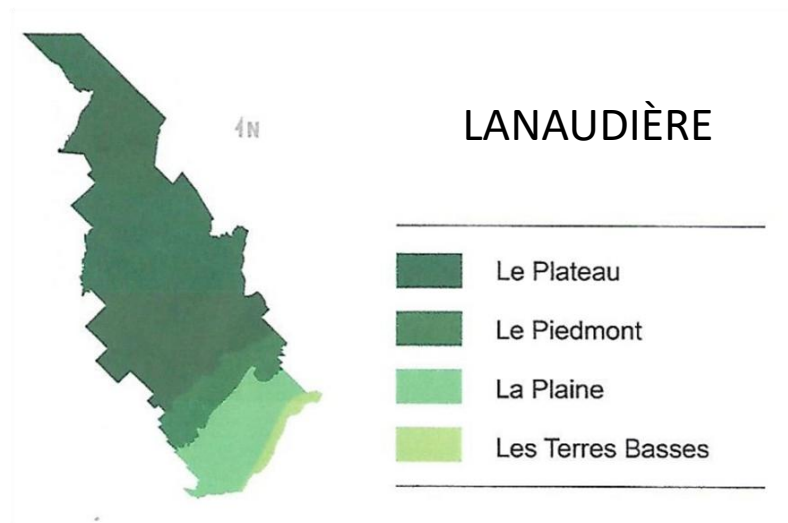 N
LANAUDIÈRE
Le Plateau
Le Piedmont
La Plaine
Les Terres Basses